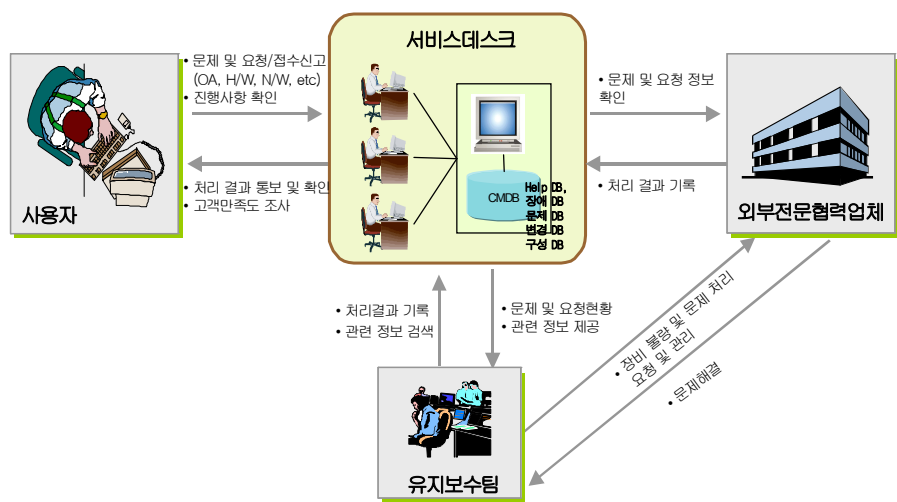 서비스데스크
• 문제 및 요청/접수신고
(OA, H/W, N/W, etc)
• 진행사항 확인
• 처리 결과 통보 및 확인
• 고객만족도 조사
사용자
CMDB
Help DB,
장애 DB
문제 DB
변경 DB
구성 DB
• 문제 및 요청 정보
확인
• 처리 결과 기록
외부전문협력업체
• 처리결과 기록
• 관련 정보 검색
• 문제 및 요청현황
• 관련 정보 제공
• 장비 불량 및 문제 처리
요청 및 관리
• 문제해결
유지보수팀